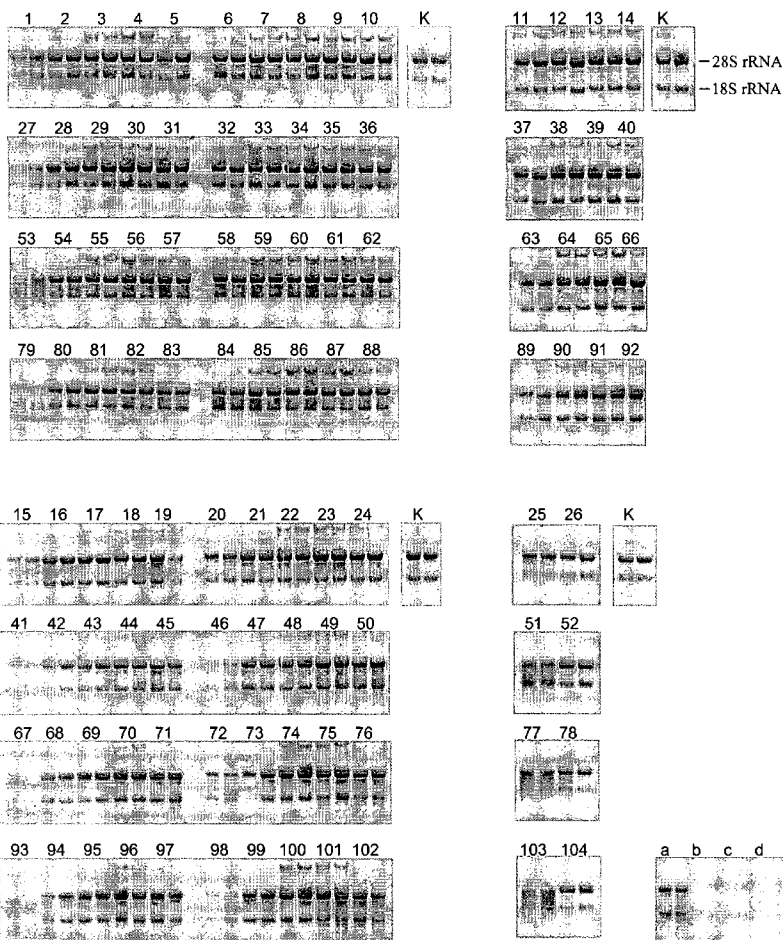 1 2 3 4 5 6 7 8 9 10 K 11 12 13 14 K
28S rRNA
18S rRNA
27 28 29 30 31 32 33 34 35 36 37 38 39 40
53 54 55 56 57 58 59 60 61 62 63 64 65 66
79 80 81 82 83 84 85 86 87 88 89 90 91 92
15 16 17 18 19 20 21 22 23 24 K 25 26 K
41 42 43 44 45 46 47 48 49 50 51 52
67 68 69 70 71 72 73 74 75 76 77 78
93 94 95 96 97 98 99 100 101 102 103 104 a b c d